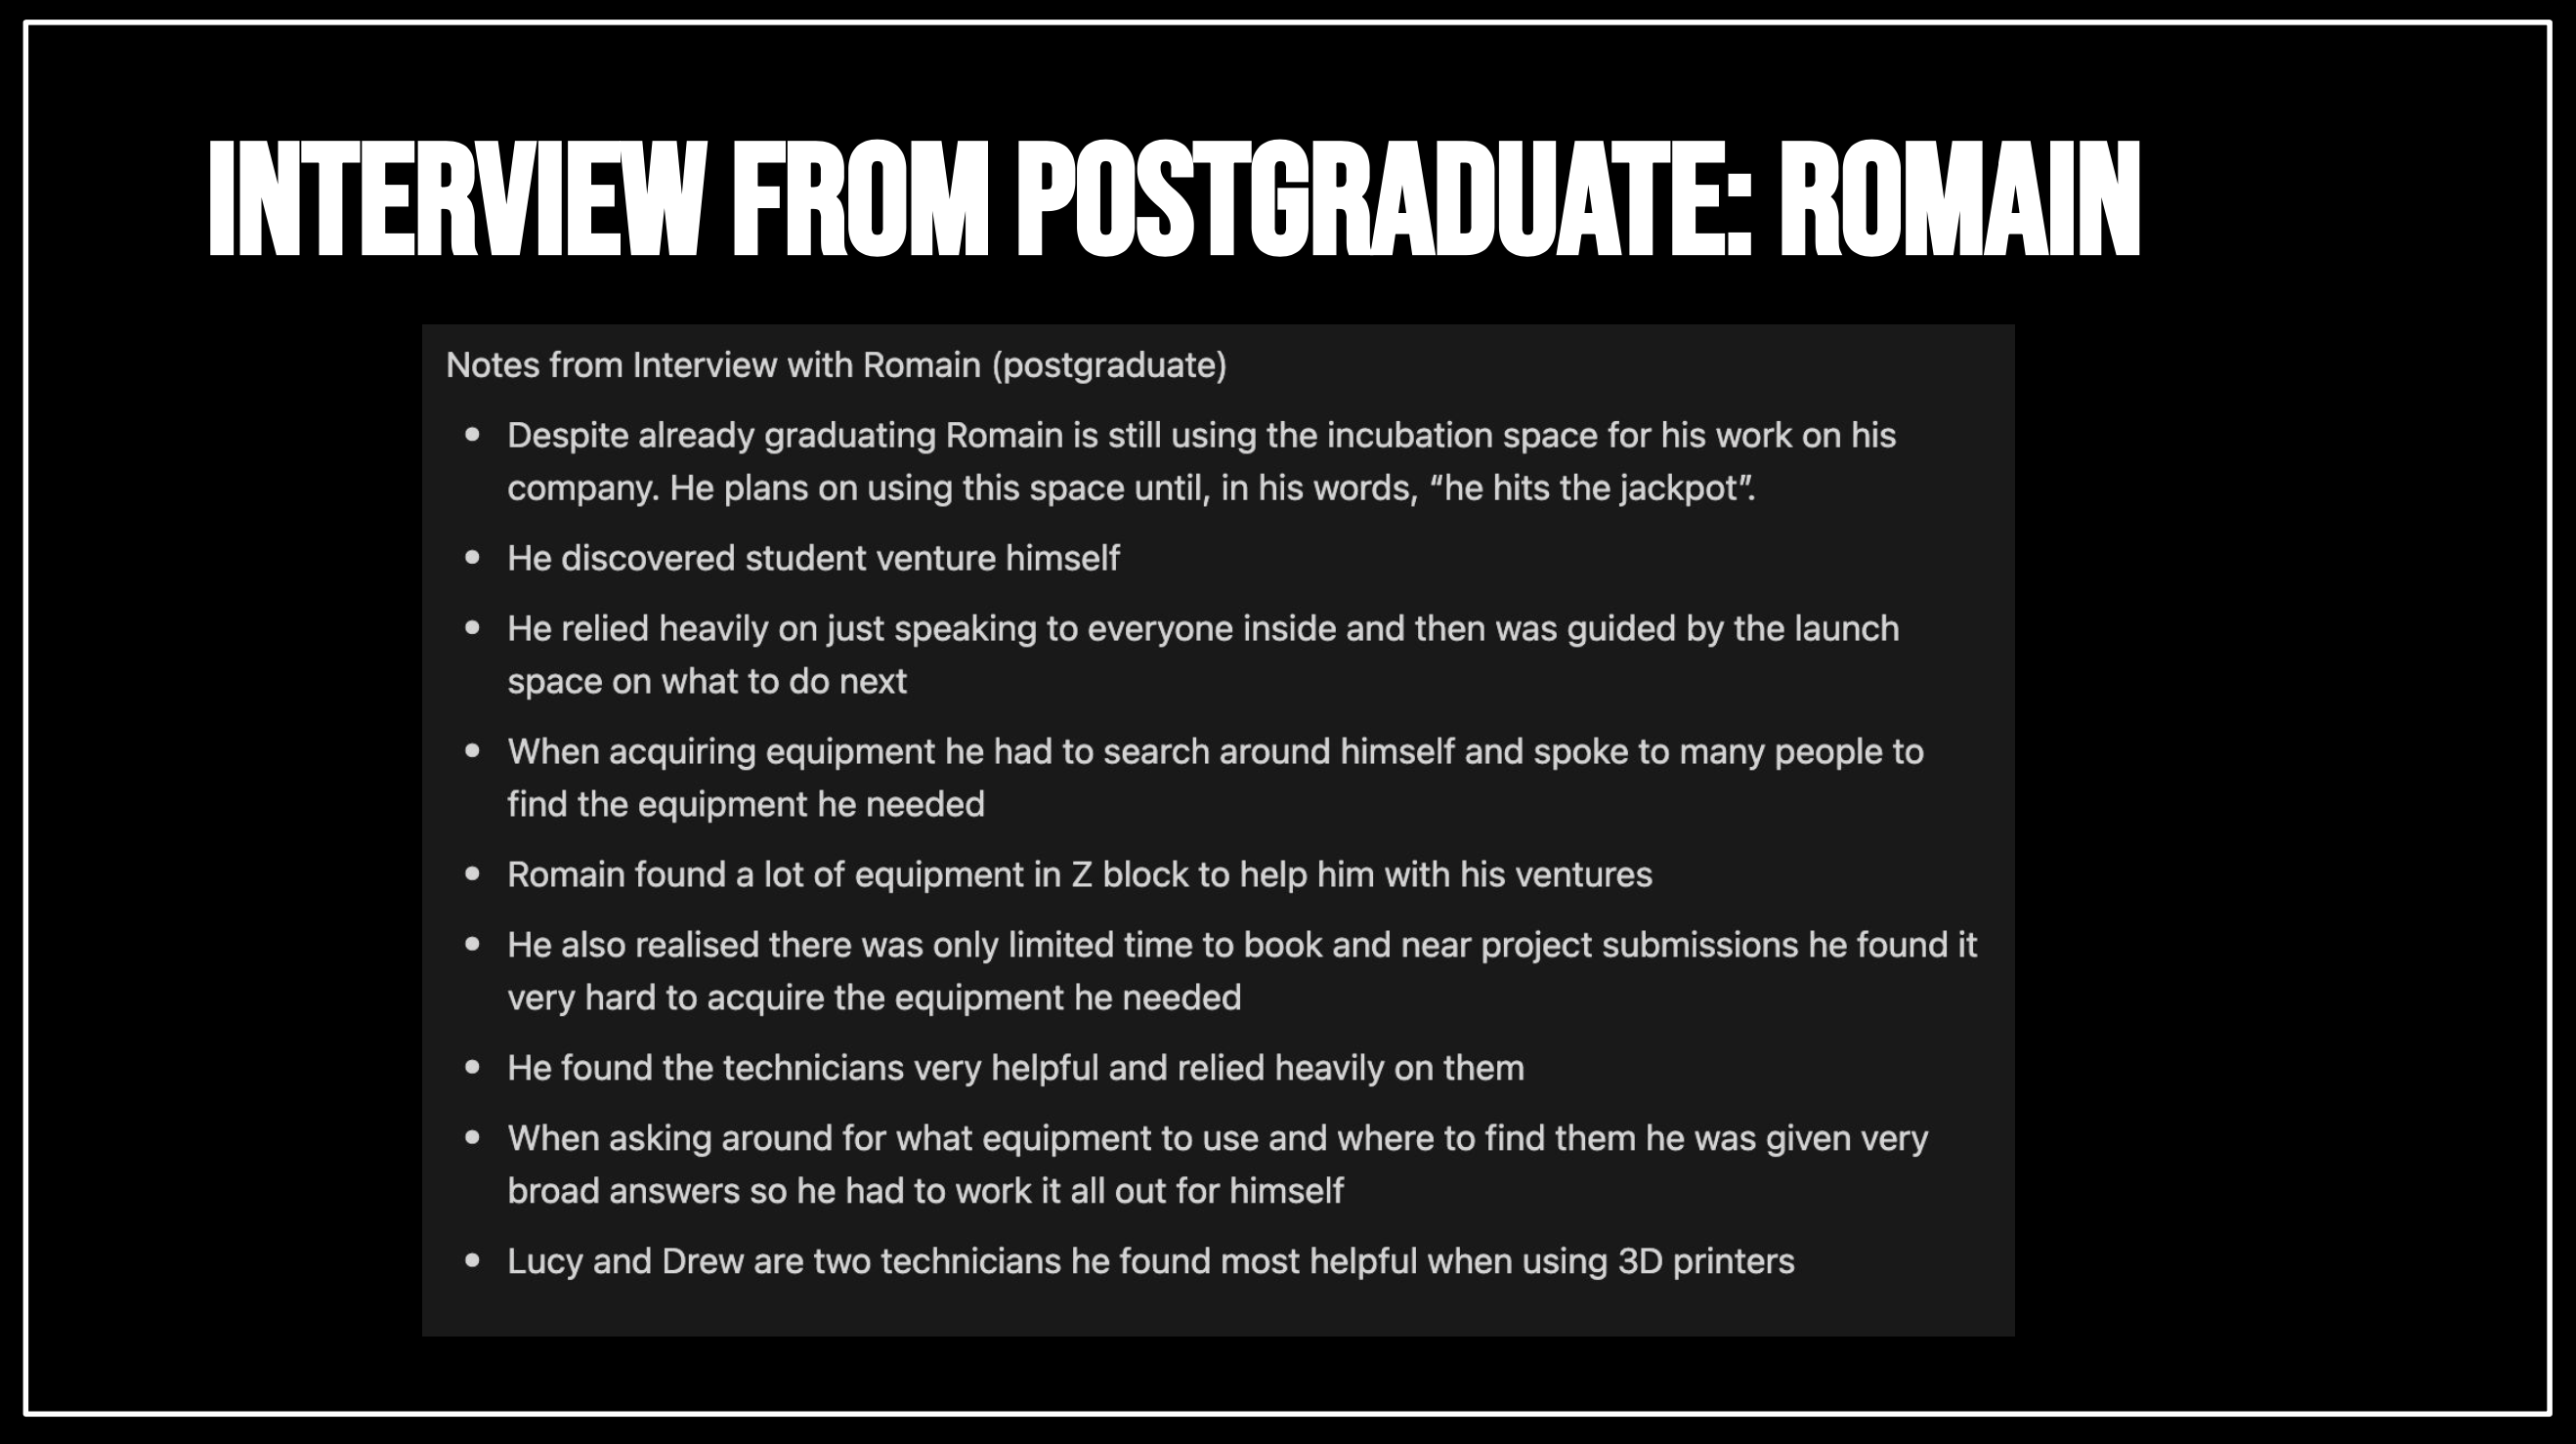 INTERVIEW FROM POSTGRADUATE: ROMAIN
Notes from Interview with Romain (postgraduate)
• Despite already graduating Romain is still using the incubation space for his work on his
company. He plans on using this space until, in his words, “he hits the jackpot”.
• He discovered student venture himself
• He relied heavily on just speaking to everyone inside and then was guided by the launch
space on what to do next
• When acquiring equipment he had to search around himself and spoke to many people to
find the equipment he needed
• Romain found a lot of equipment in Z block to help him with his ventures
• He also realised there was only limited time to book and near project submissions he found it
very hard to acquire the equipment he needed
• He found the technicians very helpful and relied heavily on them
• When asking around for what equipment to use and where to find them he was given very
broad answers so he had to work it all out for himself
• Lucy and Drew are two technicians he found most helpful when using 3D printers